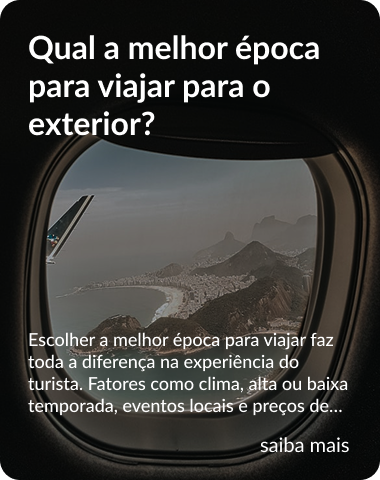 Qual a melhor época
para viajar para o
exterior?
Escolher a melhor época para viajar faz
toda a diferença na experiência do
turista. Fatores como clima, alta ou baixa
temporada, eventos locais e preços de...
saiba mais